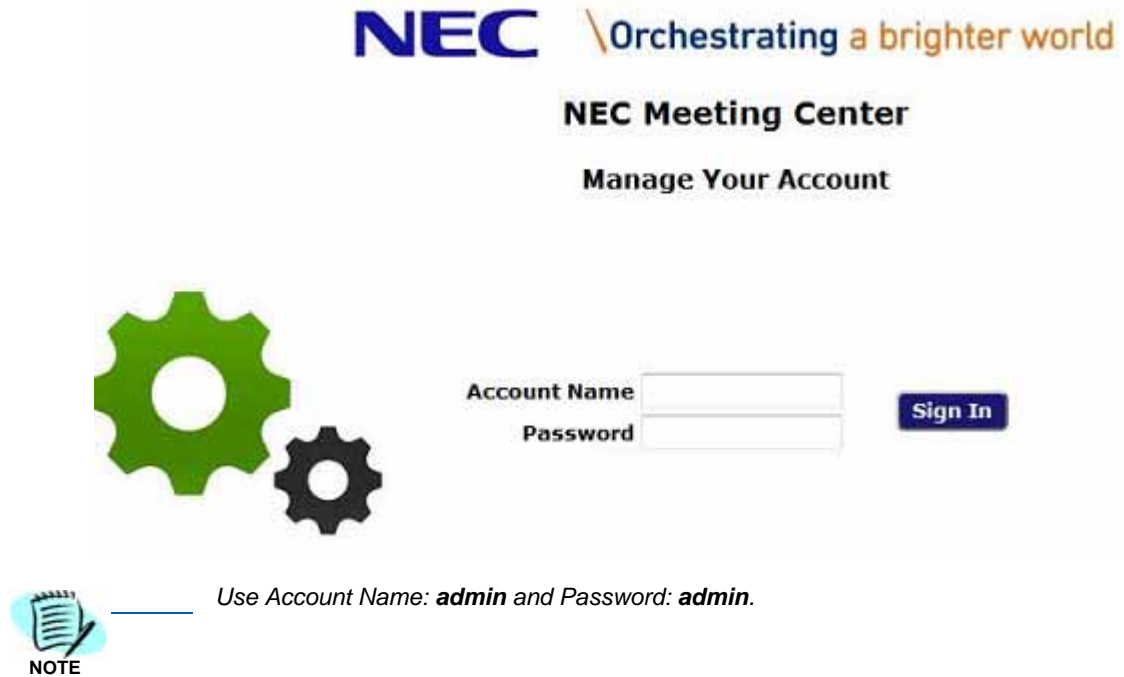 NEC \Orchestrating a brighter world
NEC Meeting Center
Manage Your Account
Account Name
Password
Sign In
Use Account Name: admin and Password: admin.
NOTE